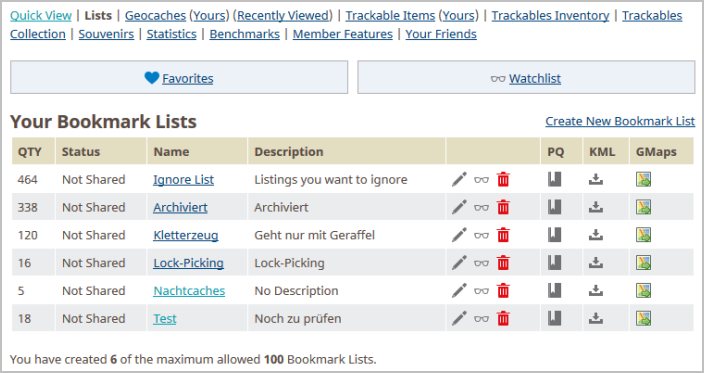 Quick View | Lists | Geocaches (Yours) (Recently Viewed) | Trackable Items (Yours) | Trackables Inventory | Trackables
Collection | Souvenirs | Statistics | Benchmarks | Member Features | Your Friends
Favorites Watchlist
Your Bookmark Lists Create New Bookmark List
QTY Status Name Description PQ KML GMaps
464 Not Shared Ignore List Listings you want to ignore
338 Not Shared Archiviert Archiviert
120 Not Shared Kletterzeug Geht nur mit Geraffel
16 Not Shared Lock-Picking Lock-Picking
5 Not Shared Nachtcaches No Description
18 Not Shared Test Noch zu prüfen
You have created 6 of the maximum allowed 100 Bookmark Lists.